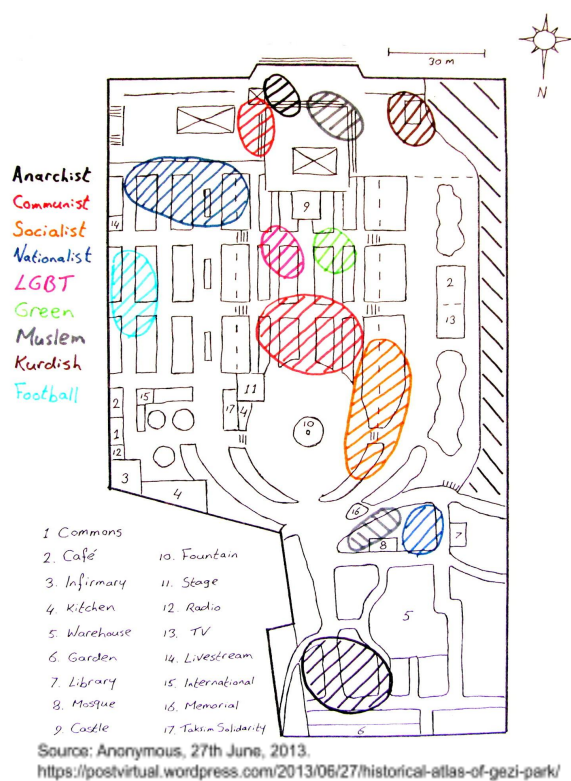 30 m
N
Anarchist
Communist
Socialist
Nationalist
LGBT
Green
Muslem
Kurdish
Football
14
9
2
13
2
15
1
12
3
4
17
4
11
10
16
8
7
5
6
1 Commons
2. Café
3. Infirmary
4. Kitchen
5. Warehouse
6. Garden
7. Library
8. Mosque
9 Castle
10. Fountain
11. Stage
12. Radio
13. TV
14. Livestream
15. International
16. Memorial
17. Taksim Solidarity
Source: Anonymous, 27th June, 2013.
https://postvirtual.wordpress.com/2013/06/27/historical-atlas-of-gezi-park/